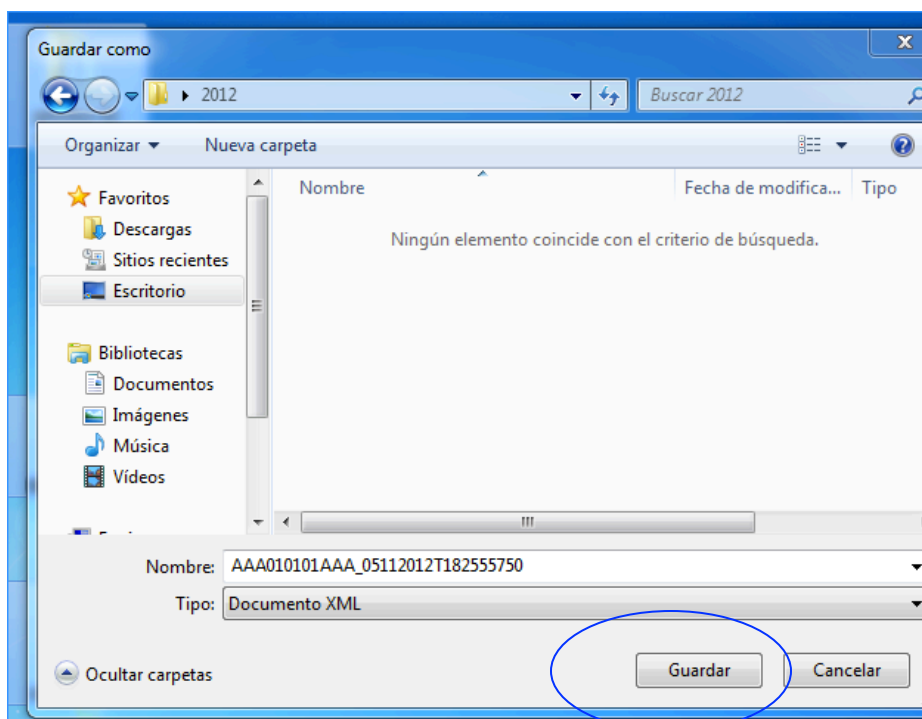 Guardar como
2012
Buscar 2012
Organizar
Nueva carpeta
Favoritos
Descargas
Sitios recientes
Escritorio
Bibliotecas
Documentos
Imágenes
Música
Vídeos
Nombre
Fecha de modifica...
Tipo
Ningún elemento coincide con el criterio de búsqueda.
Nombre: AAA010101AAA_05112012T182555750
Tipo: Documento XML
Ocultar carpetas
Guardar
Cancelar